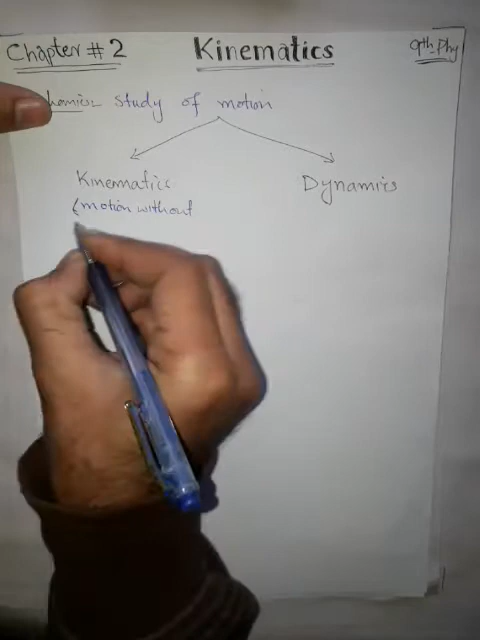 Chapter # 2 Kinematics 9th Phy
study of motion
Kinematics Dynamics
(motion without